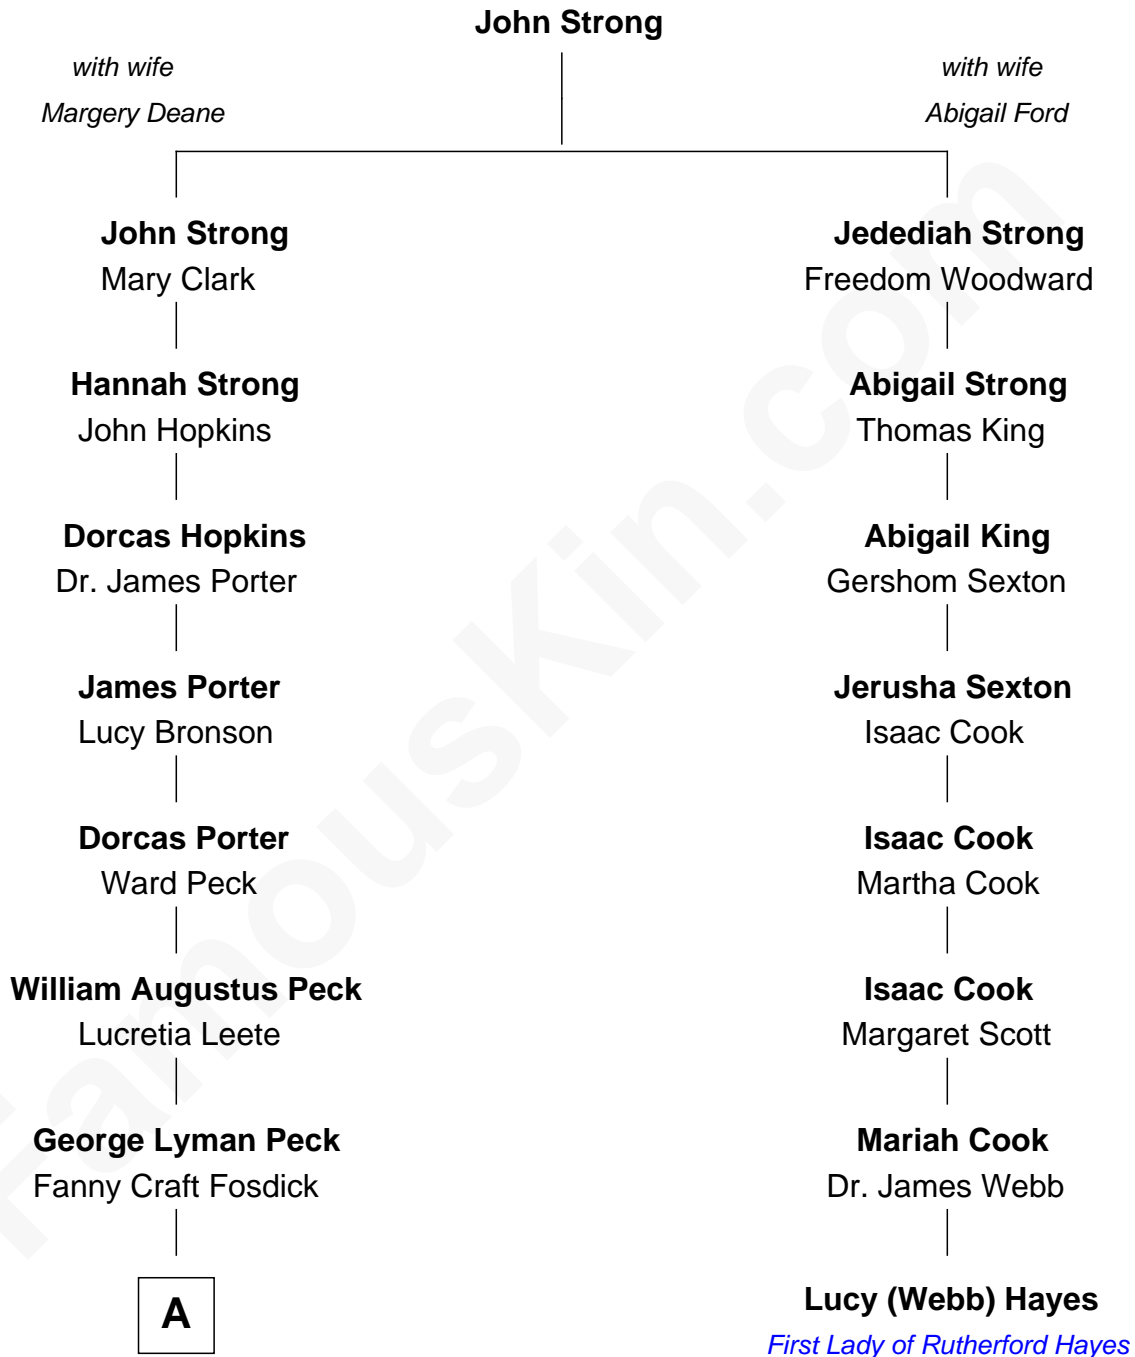 John Strong
with wife
Margery Deane
with wife
Abigail Ford
John Strong
Mary Clark
Jedediah Strong
Freedom Woodward
Hannah Strong
John Hopkins
Abigail Strong
Thomas King
Dorcas Hopkins
Dr. James Porter
Abigail King
Gershom Sexton
James Porter
Lucy Bronson
Jerusha Sexton
Isaac Cook
Dorcas Porter
Ward Peck
Isaac Cook
Martha Cook
William Augustus Peck
Lucretia Leete
Isaac Cook
Margaret Scott
George Lyman Peck
Fanny Craft Fosdick
Mariah Cook
Dr. James Webb
A
Lucy (Webb) Hayes
First Lady of Rutherford Hayes
FamousKin.com